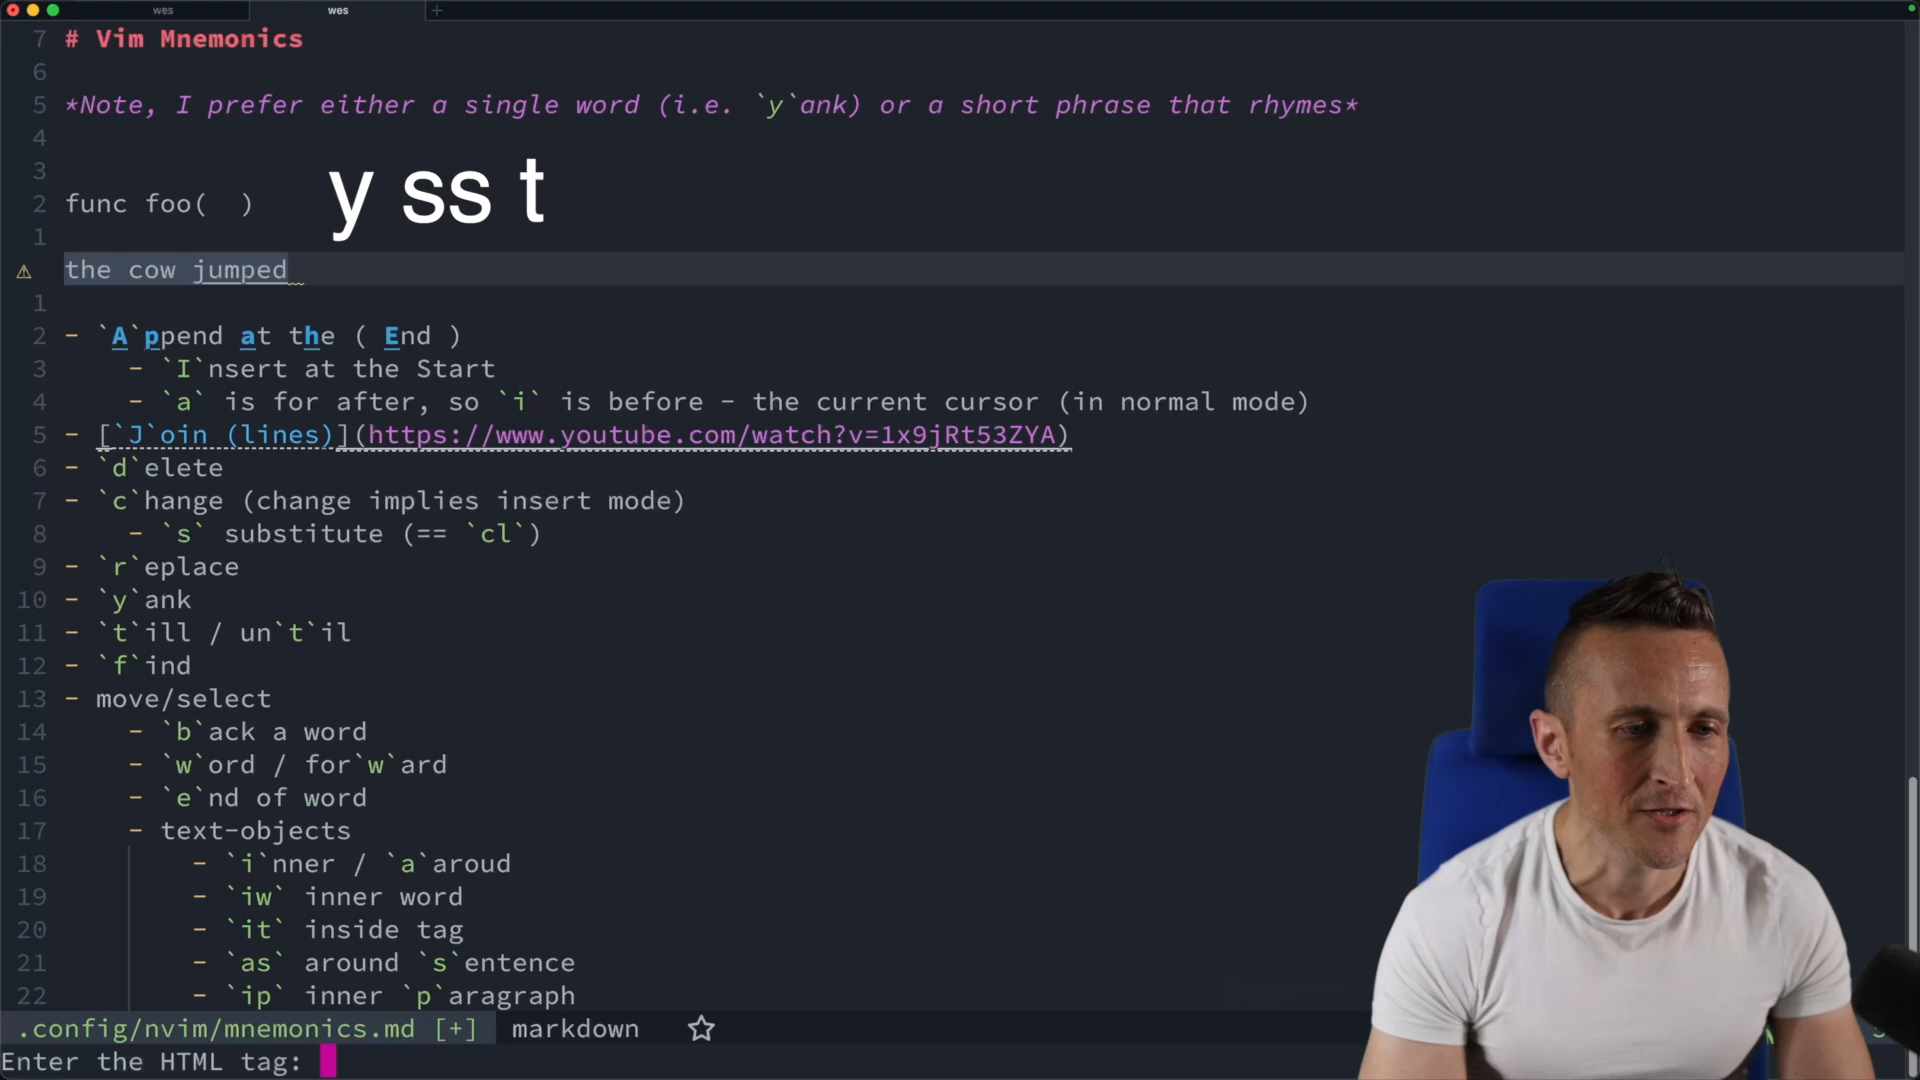 wes
wes
7 # Vim Mnemonics
6
5 *Note, I prefer either a single word (i.e. `y`ank) or a short phrase that rhymes*
4
3
y ss t
2 func foo(  )
1
the cow jumped
1
2 - `A`ppend at the ( End )
3 - `I`nsert at the Start
4 - `a` is for after, so `i` is before - the current cursor (in normal mode)
5 - [`J`oin (lines)](https://www.youtube.com/watch?v=1x9jRt53ZYA)
6 - `d`elete
7 - `c`hange (change implies insert mode)
8 - `s` substitute (== `cl`)
9 - `r`eplace
10 - `y`ank
11 - `t`ill / un`t`il
12 - `f`ind
13 - move/select
14 - `b`ack a word
15 - `w`ord / for`w`ard
16 - `e`nd of word
17 - text-objects
18 - `i`nner / `a`aroud
19 - `iw` inner word
20 - `it` inside tag
21 - `as` around `s`entence
22 - `ip` inner `p`aragraph
.config/nvim/mnemonics.md [+] markdown
Enter the HTML tag: